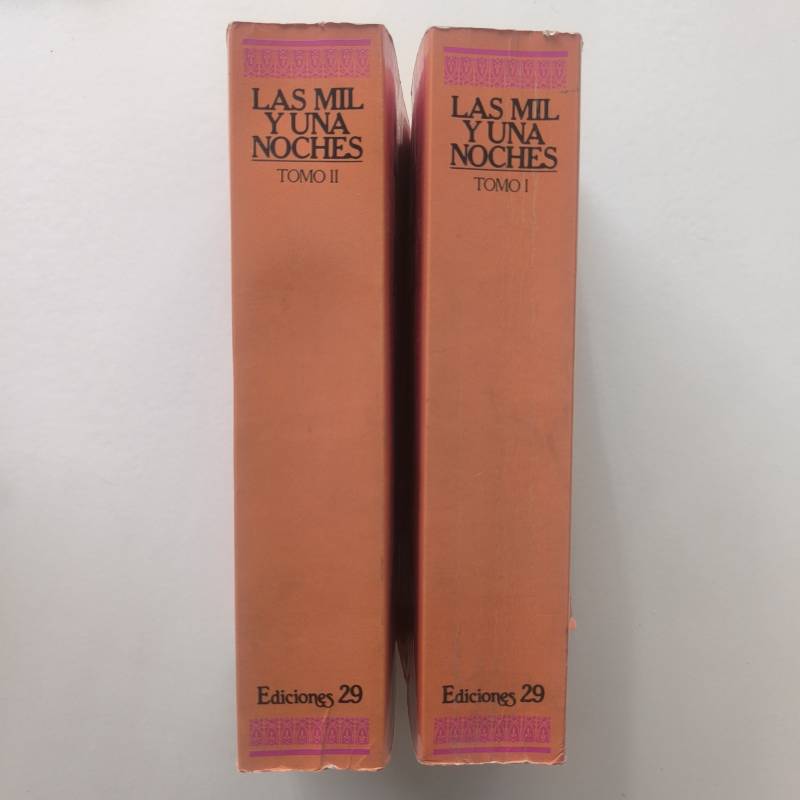 LAS MIL
Y UNA
NOCHES
TOMO II
Ediciones 29
LAS MIL
Y UNA
NOCHES
TOMO I
Ediciones 29